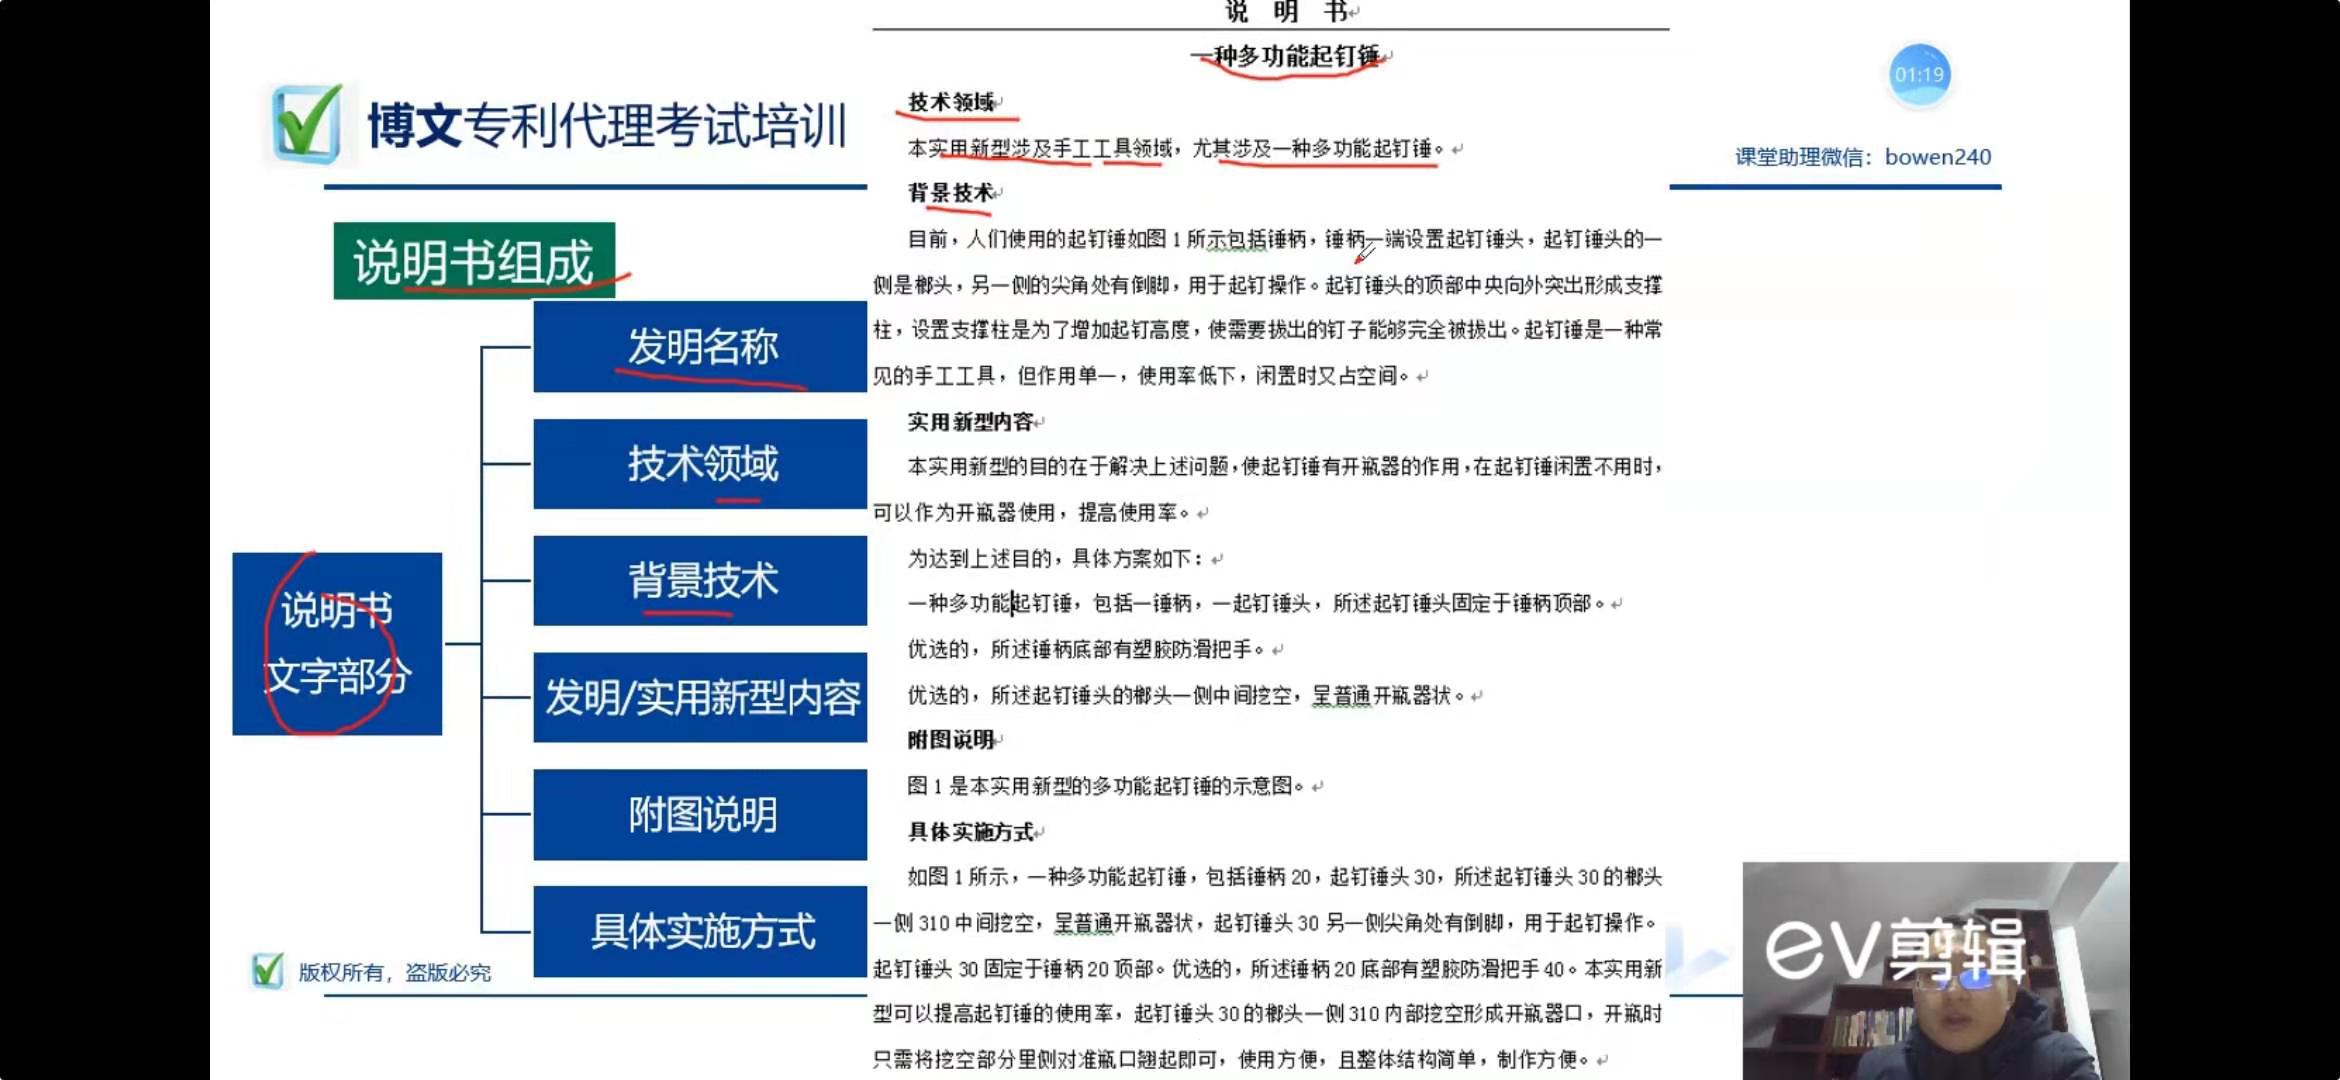 博文专利代理考试培训
01:19
课堂助理微信：bowen240
说明书组成
说明书
文字部分
发明名称
技术领域
背景技术
发明/实用新型内容
附图说明
具体实施方式
版权所有，盗版必究
说 明 书
一种多功能起钉锤
技术领域
本实用新型涉及手工工具领域，尤其涉及一种多功能起钉锤。
背景技术
目前，人们使用的起钉锤如图1所示包括锤柄，锤柄一端设置起钉锤头，起钉锤头的一
侧是榔头，另一侧的尖角处有倒脚，用于起钉操作。起钉锤头的顶部中央向外突出形成支撑
柱，设置支撑柱是为了增加起钉高度，使需要拔出的钉子能够完全被拔出。起钉锤是一种常
见的手工工具，但作用单一，使用率低下，闲置时又占空间。
实用新型内容
本实用新型的目的在于解决上述问题，使起钉锤有开瓶器的作用，在起钉锤闲置不用时，
可以作为开瓶器使用，提高使用率。
为达到上述目的，具体方案如下：
一种多功能起钉锤，包括一锤柄，一起钉锤头，所述起钉锤头固定于锤柄顶部。
优选的，所述锤柄底部有塑胶防滑把手。
优选的，所述起钉锤头的榔头一侧中间挖空，呈普通开瓶器状。
附图说明
图1是本实用新型的多功能起钉锤的示意图。
具体实施方式
如图1所示，一种多功能起钉锤，包括锤柄20，起钉锤头30，所述起钉锤头30的榔头
一侧310中间挖空，呈普通开瓶器状，起钉锤头30另一侧尖角处有倒脚，用于起钉操作。
起钉锤头30固定于锤柄20顶部。优选的，所述锤柄20底部有塑胶防滑把手40。本实用新
型可以提高起钉锤的使用率，起钉锤头30的榔头一侧310内部挖空形成开瓶器口，开瓶时
只需将挖空部分里侧对准瓶口翘起即可，使用方便，且整体结构简单，制作方便。
ev剪辑